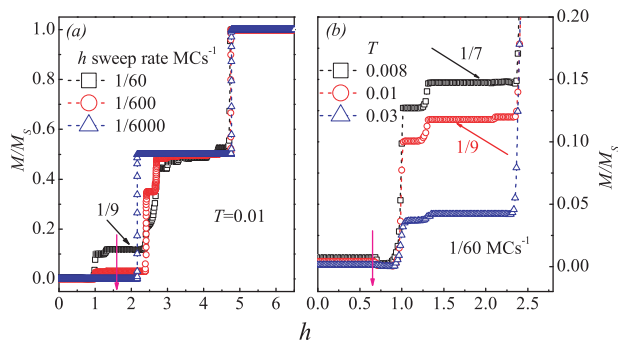 (a)
h sweep rate MCs⁻¹
1/60
1/600
1/6000
1/9
T=0.01
1.0
0.8
0.6
0.4
0.2
0.0
M/M_S
0 1 2 3 4 5 6
(b)
T
0.008
0.01
0.03
1/7
1/9
1/60 MCs⁻¹
0.20
0.15
0.10
0.05
0.00
M/M_S
0.0 0.5 1.0 1.5 2.0 2.5
h